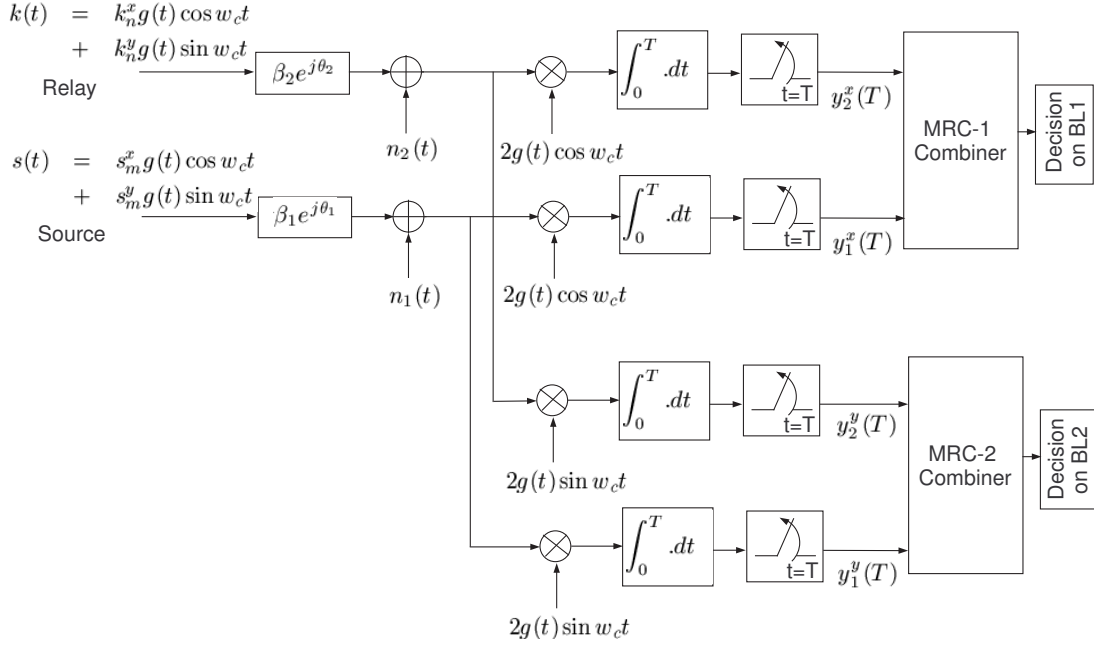 k(t) = k_n^x g(t) cos w_c t
+ k_n^y g(t) sin w_c t
Relay
β_2 e^{jθ_2}
n_2(t)
2g(t) cos w_c t
∫_0^T .dt
t=T
y_2^x(T)
MRC-1
Combiner
Decision
on BL1
s(t) = s_m^x g(t) cos w_c t
+ s_m^y g(t) sin w_c t
Source
β_1 e^{jθ_1}
n_1(t)
2g(t) cos w_c t
∫_0^T .dt
t=T
y_1^x(T)
2g(t) sin w_c t
∫_0^T .dt
t=T
y_2^y(T)
MRC-2
Combiner
Decision
on BL2
2g(t) sin w_c t
∫_0^T .dt
t=T
y_1^y(T)